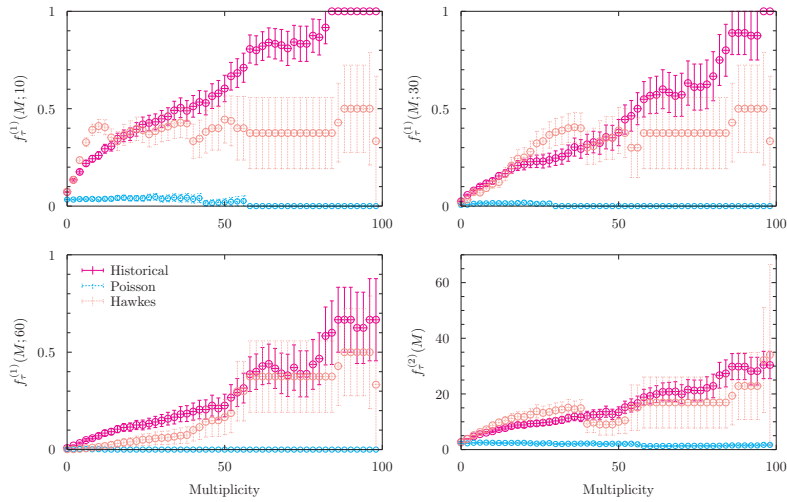 1
0.5
0
0
50
100
f_τ^(1)(M; 10)
Multiplicity
1
0.5
0
0
50
100
f_τ^(1)(M; 30)
Multiplicity
1
0.5
0
0
50
100
f_τ^(1)(M; 60)
Multiplicity
Historical
Poisson
Hawkes
60
40
20
0
0
50
100
f_τ^(2)(M)
Multiplicity